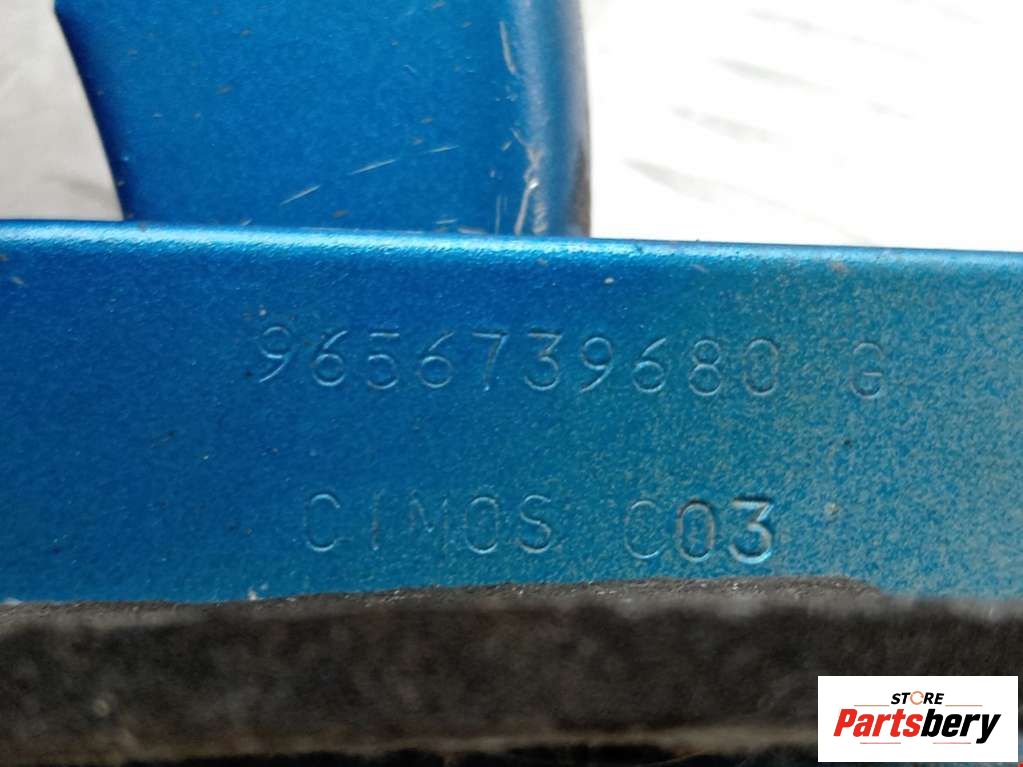 9656739680 G
CIMOS C03
STORE
Partsbery